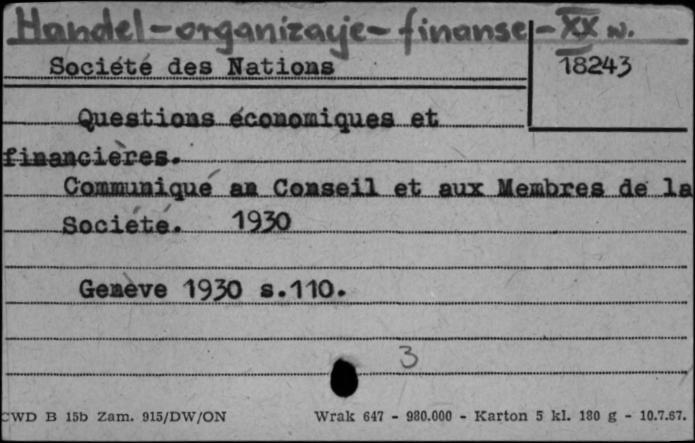 Handel-organizacje-finanse-XX w.
Société des Nations
18243
Questions économiques et
financières.
Communiqué an Conseil et aux Membres de la
Société. 1930
Genève 1930 s.110.
3
CWD B 15b Zam. 915/DW/ON
Wrak 647 - 980.000 - Karton 5 kl. 180 g - 10.7.67.